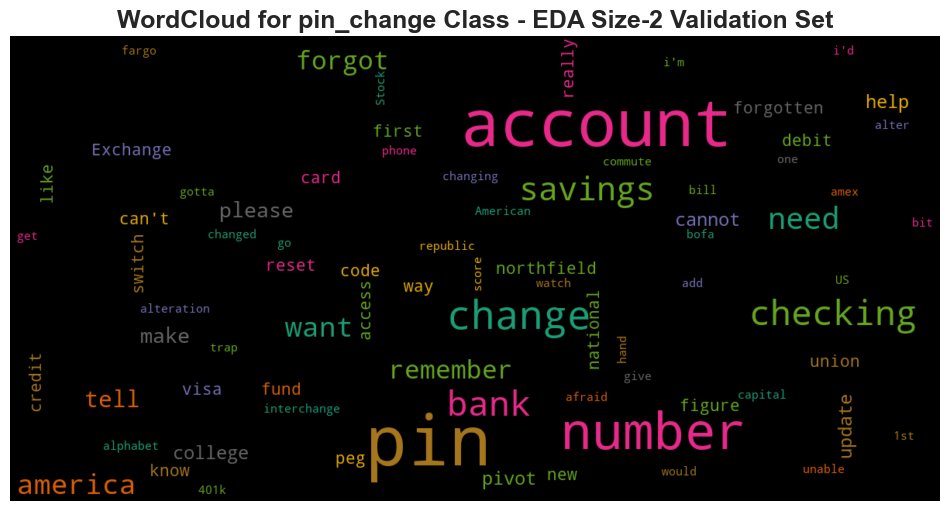 WordCloud for pin_change Class - EDA Size-2 Validation Set
fargo
forgot
really
i'm
i'd
Stock
account
forgotten
help
first
debit
alter
Exchange
phone
commute
one
like
card
changing
savings
bill
amex
gotta
please
American
cannot
need
bit
can't
changed
go
republic
bofa
get
switch
reset
code
score
northfield
way
watch
add
US
access
alteration
want
change
national
checking
make
trap
hand
union
remember
give
credit
tell
visa
fund
bank
afraid
capital
interchange
figure
update
pin
number
1st
alphabet
college
peg
know
pivot
new
would
unable
america
401k